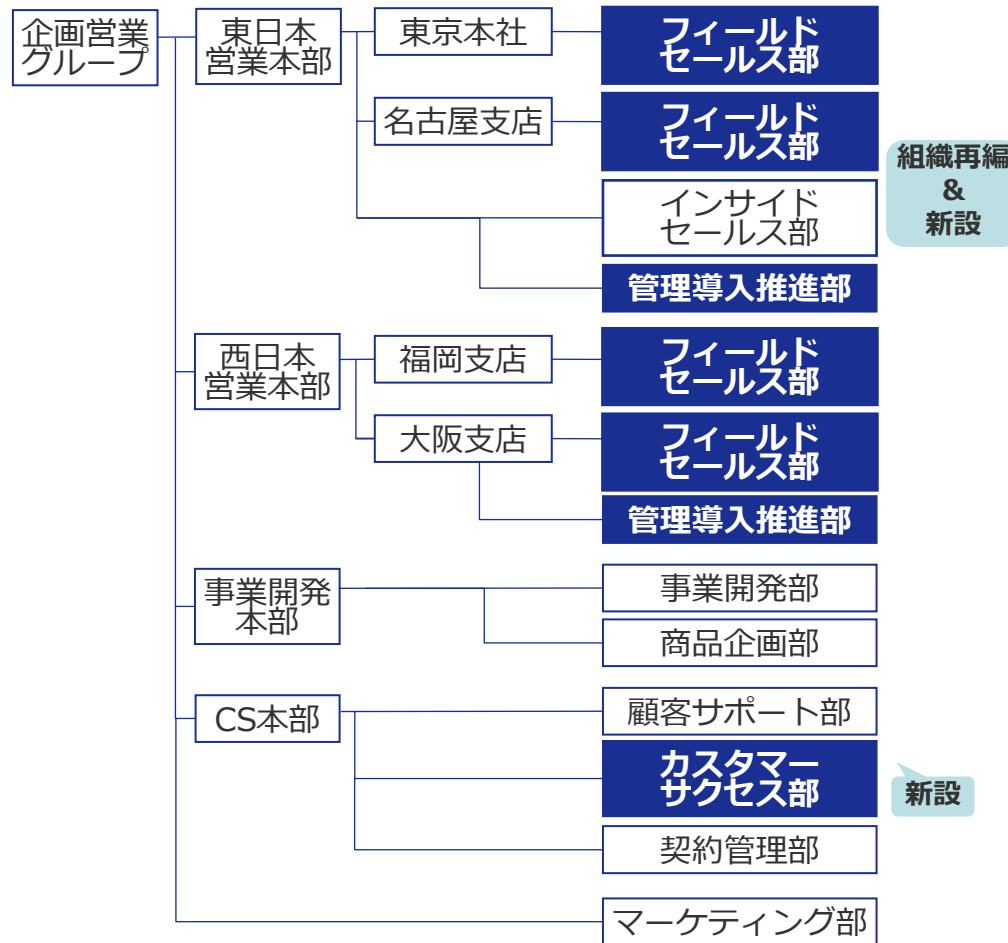 企画営業
グループ
東日本
営業本部
東京本社
フィールド
セールス部
名古屋支店
フィールド
セールス部
インサイド
セールス部
管理導入推進部
組織再編
&
新設
西日本
営業本部
福岡支店
フィールド
セールス部
大阪支店
フィールド
セールス部
管理導入推進部
事業開発
本部
事業開発部
商品企画部
CS本部
顧客サポート部
カスタマー
サクセス部
新設
契約管理部
マーケティング部